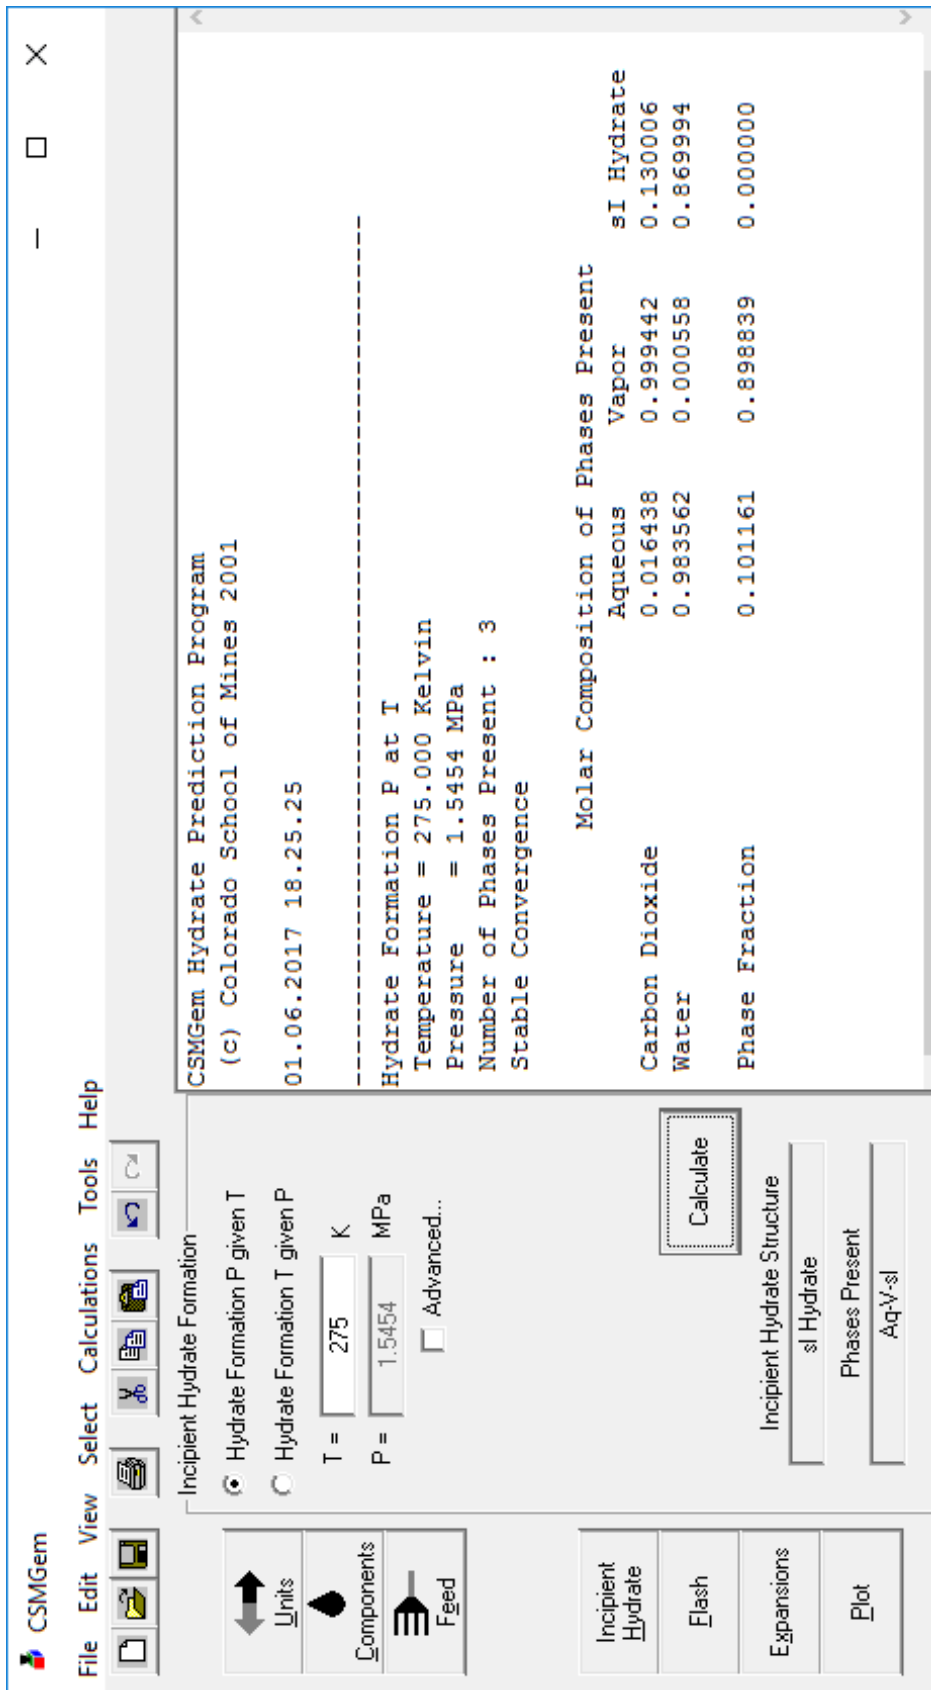 CSMGem
File Edit View Select Calculations Tools Help
Units
Components
Feed
Incipient Hydrate
Flash
Expansions
Plot
Incipient Hydrate Formation
Hydrate Formation P given T
Hydrate Formation T given P
T = 275 K
P = 1.5454 MPa
Advanced...
Calculate
Incipient Hydrate Structure
sI Hydrate
Phases Present
Aq-V-sI
CSMGem Hydrate Prediction Program
(c) Colorado School of Mines 2001
01.06.2017 18.25.25
Hydrate Formation P at T
Temperature = 275.000 Kelvin
Pressure = 1.5454 MPa
Number of Phases Present : 3
Stable Convergence
Molar Composition of Phases Present
Aqueous Vapor sI Hydrate
Carbon Dioxide 0.016438 0.999442 0.130006
Water 0.983562 0.000558 0.869994
Phase Fraction 0.101161 0.898839 0.000000